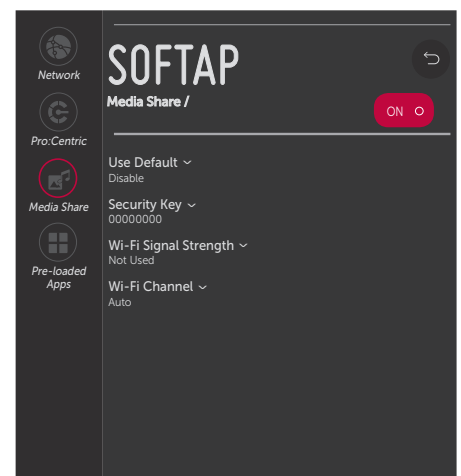 Network
Pro:Centric
Media Share
Pre-loaded
Apps
SOFTAP
Media Share /
ON
Use Default
Disable
Security Key
00000000
Wi-Fi Signal Strength
Not Used
Wi-Fi Channel
Auto